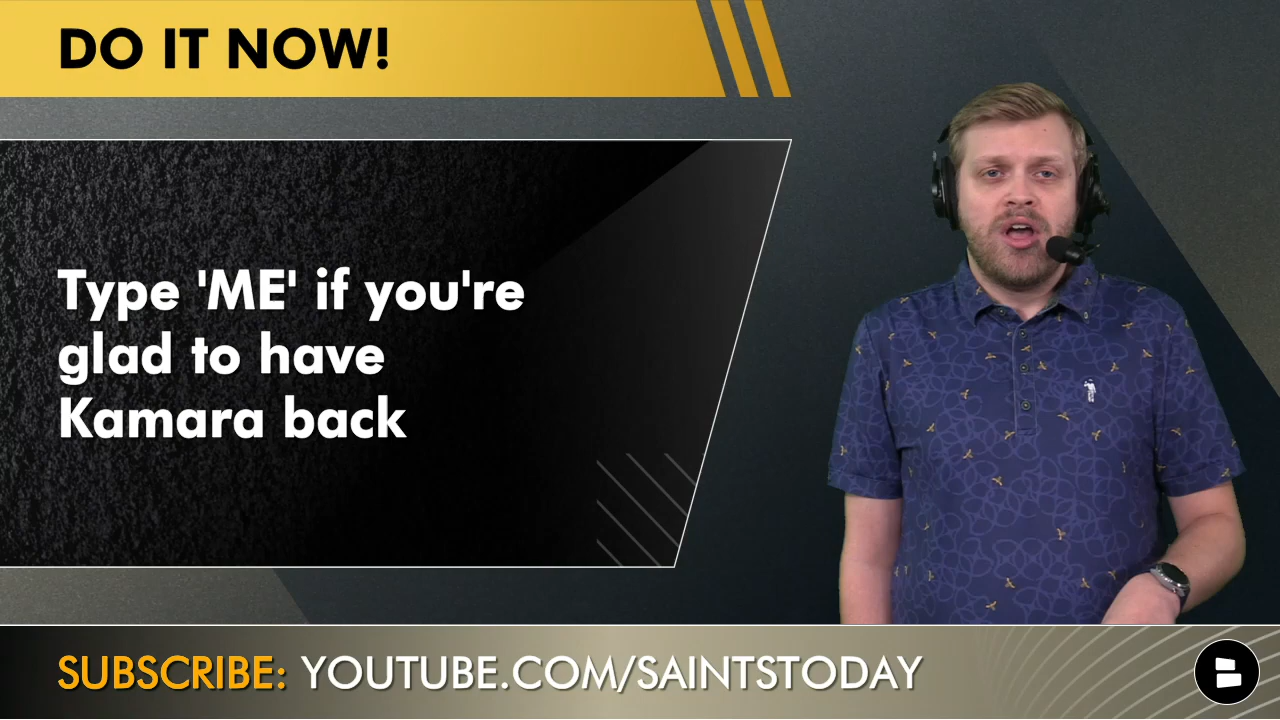 DO IT NOW!
Type 'ME' if you're
glad to have
Kamara back
SUBSCRIBE: YOUTUBE.COM/SAINTSTODAY